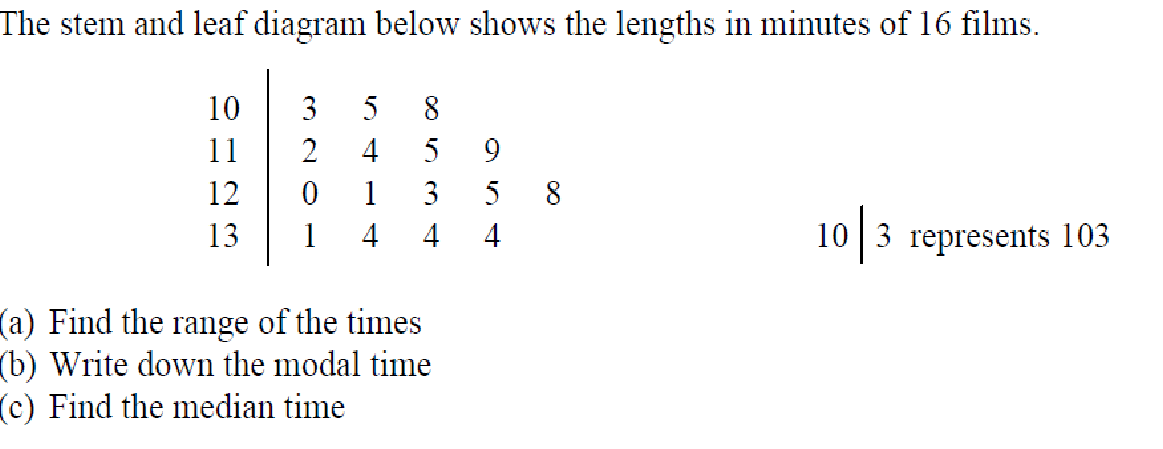 The stem and leaf diagram below shows the lengths in minutes of 16 films.
10 | 3 5 8
11 | 2 4 5 9
12 | 0 1 3 5 8
13 | 1 4 4 4
10 | 3 represents 103
(a) Find the range of the times
(b) Write down the modal time
(c) Find the median time